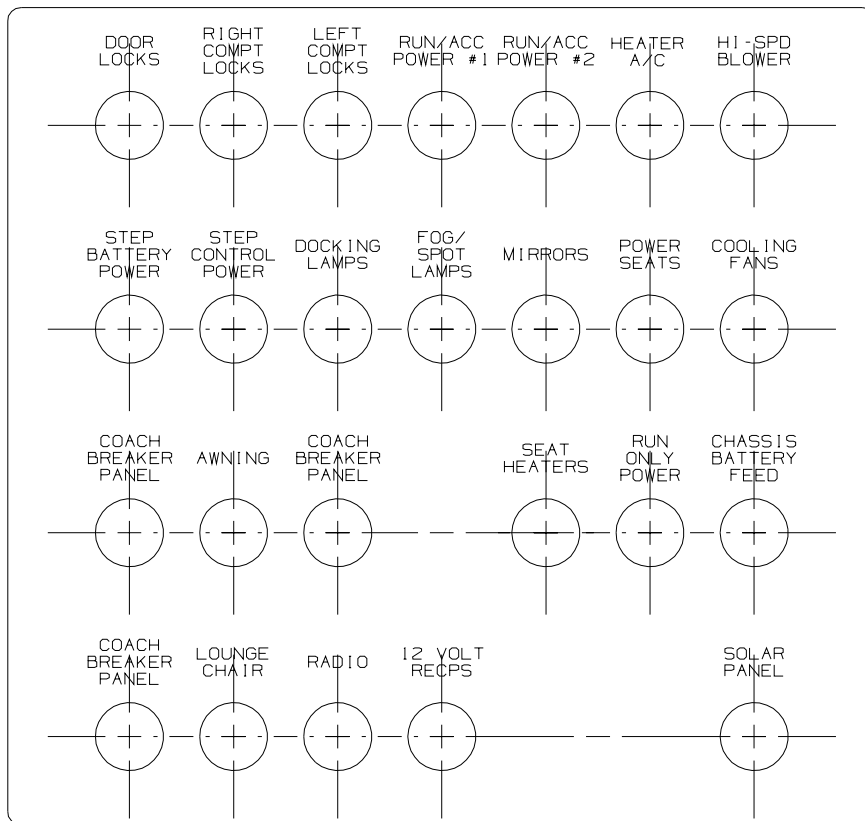 DOOR
LOCKS
RIGHT
COMPT
LOCKS
LEFT
COMPT
LOCKS
RUN/ACC
POWER #1
RUN/ACC
POWER #2
HEATER
A/C
HI-SPD
BLOWER
STEP
BATTERY
POWER
STEP
CONTROL
POWER
DOCKING
LAMPS
FOG/
SPOT
LAMPS
MIRRORS
POWER
SEATS
COOLING
FANS
COACH
BREAKER
PANEL
AWNING
COACH
BREAKER
PANEL
SEAT
HEATERS
RUN
ONLY
POWER
CHASSIS
BATTERY
FEED
COACH
BREAKER
PANEL
LOUNGE
CHAIR
RADIO
12 VOLT
RECPS
SOLAR
PANEL